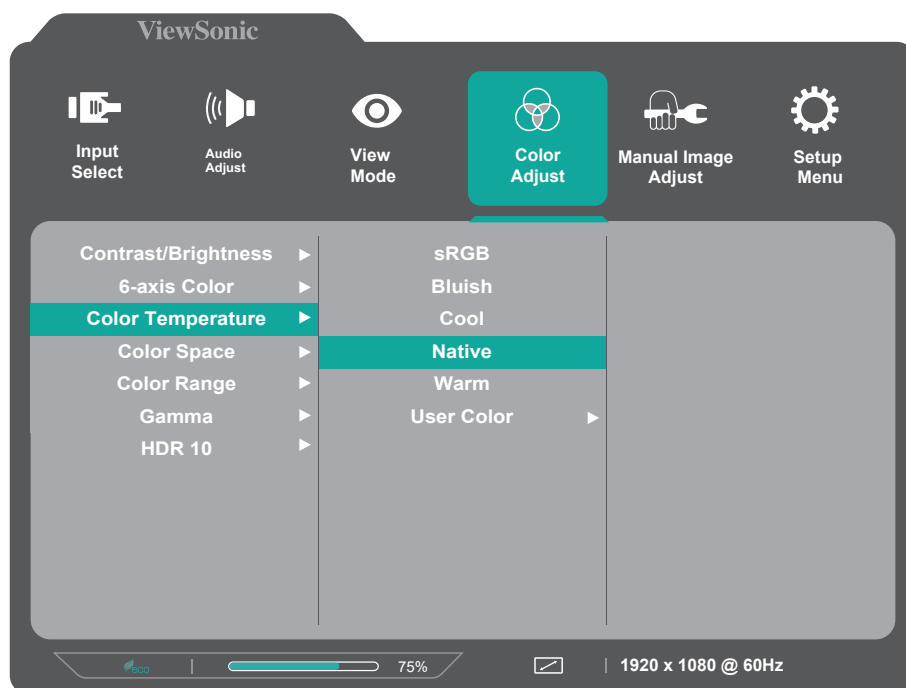 ViewSonic
Input Select
Audio Adjust
View Mode
Color Adjust
Manual Image Adjust
Setup Menu
Contrast/Brightness
6-axis Color
Color Temperature
Color Space
Color Range
Gamma
HDR 10
sRGB
Bluish
Cool
Native
Warm
User Color
ECO
75%
1920 x 1080 @ 60Hz